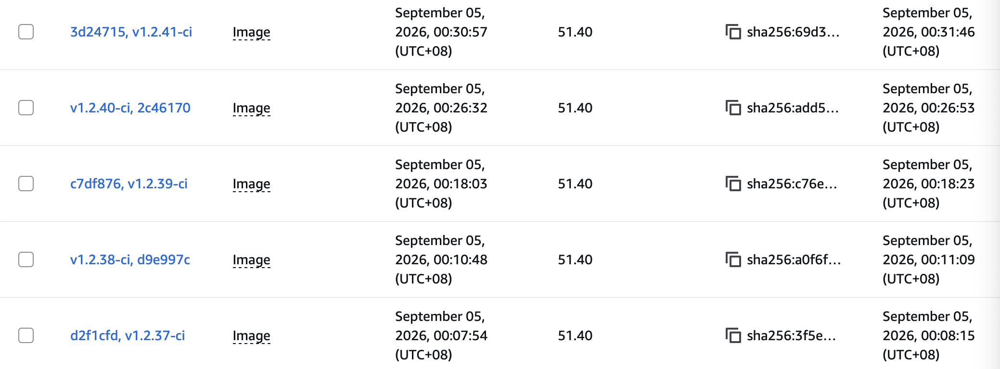 September 05,
September 05,
3d24715, v1.2.41-ci Image 2026, 00:30:57 51.40 sha256:69d3... 2026, 00:31:46
(UTC+08)
(UTC+08)
September 05,
September 05,
v1.2.40-ci, 2c46170 Image 2026, 00:26:32 51.40 sha256:add5... 2026, 00:26:53
(UTC+08)
(UTC+08)
September 05,
September 05,
c7df876, v1.2.39-ci Image 2026, 00:18:03 51.40 sha256:c76e... 2026, 00:18:23
(UTC+08)
(UTC+08)
September 05,
September 05,
v1.2.38-ci, d9e997c Image 2026, 00:10:48 51.40 sha256:a0f6f... 2026, 00:11:09
(UTC+08)
(UTC+08)
September 05,
September 05,
d2f1cfd, v1.2.37-ci Image 2026, 00:07:54 51.40 sha256:3f5e... 2026, 00:08:15
(UTC+08)
(UTC+08)